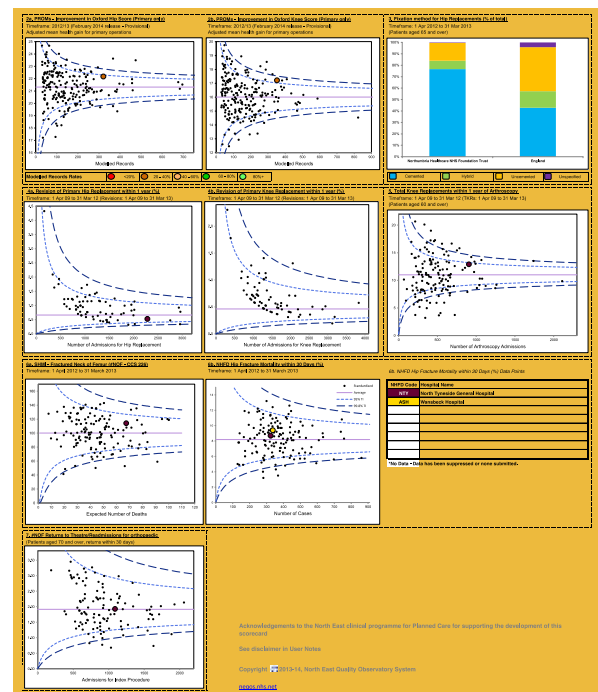 2a. PROMs - Improvement in Oxford Hip Score (Primary only)
Timeframe: 2012/13 (February 2014 release - Provisional)
Adjusted mean health gain for primary operations
Modelled Records
2b. PROMs - Improvement in Oxford Knee Score (Primary only)
Timeframe: 2012/13 (February 2014 release - Provisional)
Adjusted mean health gain for primary operations
Modelled Records
Modelled Records Rates
<20%
20 - 40%
40 - 60%
60 - 80%
80%+
3. Fixation method for Hip Replacements (% of total)
Timeframe: 1 Apr 2012 to 31 Mar 2013
(Patients aged 65 and over)
Northumbria Healthcare NHS Foundation Trust
England
Cemented
Hybrid
Uncemented
Unspecified
4a. Revision of Primary Hip Replacement within 1 year (%)
Timeframe: 1 Apr 09 to 31 Mar 12 (Revisions: 1 Apr 09 to 31 Mar 13)
Number of Admissions for Hip Replacement
4b. Revision of Primary Knee Replacement within 1 year (%)
Timeframe: 1 Apr 09 to 31 Mar 12 (Revisions: 1 Apr 09 to 31 Mar 13)
Number of Admissions for Knee Replacement
5. Total Knee Replacements within 1 year of Arthroscopy
Timeframe: 1 Apr 09 to 31 Mar 12 (TKRs: 1 Apr 09 to 31 Mar 13)
(Patients aged 60 and over)
Number of Arthroscopy Admissions
6a. SHMI - Fractured Neck of Femur (#NOF - CCS 226)
Timeframe: 1 April 2012 to 31 March 2013
Expected Number of Deaths
6b. NHFD Hip Fracture Mortality within 30 Days (%)
Timeframe: 1 April 2012 to 31 March 2013
Standardised
Average
Number of Cases
6b. NHFD Hip Fracture Mortality within 30 Days (%) Data Points
NHFD Code Hospital Name
NTY North Tyneside General Hospital
ASH Wansbeck Hospital
*No Data - Data has been suppressed or none submitted.
7. #NOF Returns to Theatre/Readmissions for orthopaedic
(Patients aged 70 and over, returns within 30 days)
Admissions for Index Procedure
Acknowledgements to the North East clinical programme for Planned Care for supporting the development of this
scorecard
See disclaimer in User Notes
Copyright 2013-14, North East Quality Observatory System
neqos.nhs.net